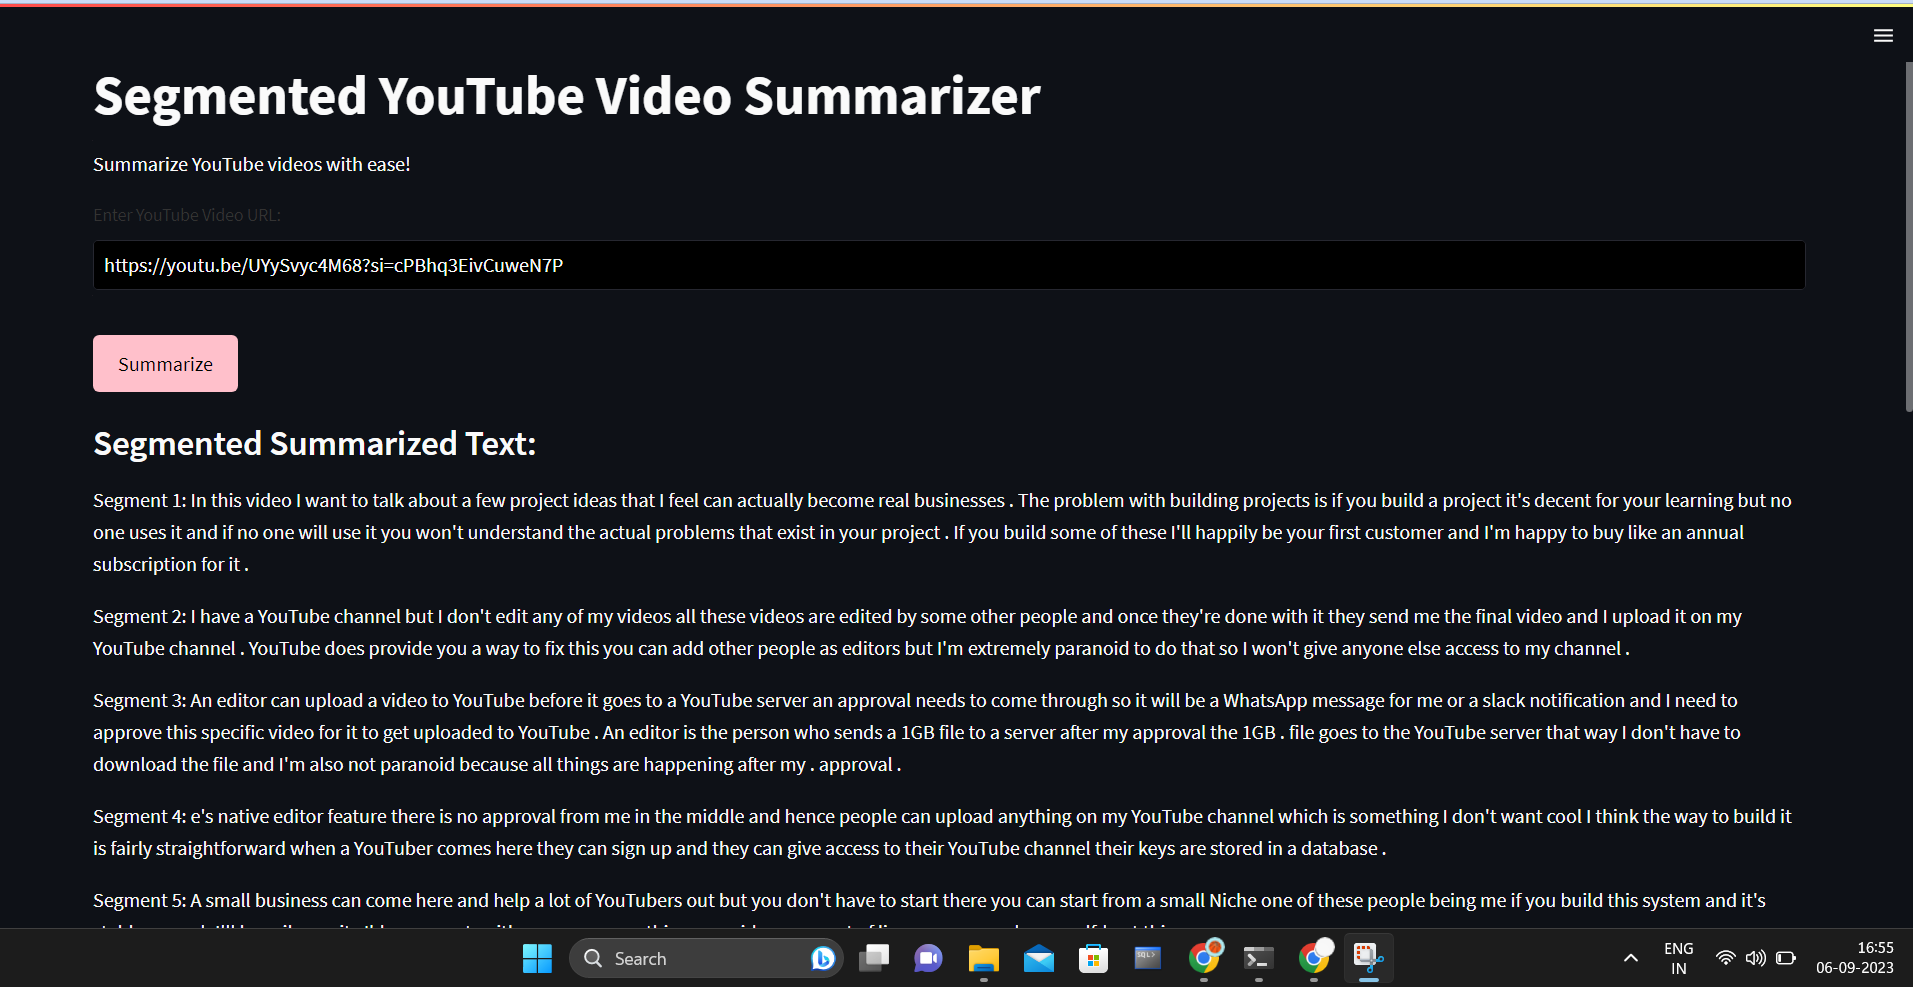 Segmented YouTube Video Summarizer
Summarize YouTube videos with ease!
Enter YouTube Video URL:
https://youtu.be/UYySvyc4M68?si=cPBhq3EivCuweN7P
Summarize
Segmented Summarized Text:
Segment 1: In this video I want to talk about a few project ideas that I feel can actually become real businesses . The problem with building projects is if you build a project it's decent for your learning but no
one uses it and if no one will use it you won't understand the actual problems that exist in your project . If you build some of these I'll happily be your first customer and I'm happy to buy like an annual
subscription for it .
Segment 2: I have a YouTube channel but I don't edit any of my videos all these videos are edited by some other people and once they're done with it they send me the final video and I upload it on my
YouTube channel . YouTube does provide you a way to fix this you can add other people as editors but I'm extremely paranoid to do that so I won't give anyone else access to my channel .
Segment 3: An editor can upload a video to YouTube before it goes to a YouTube server an approval needs to come through so it will be a WhatsApp message for me or a slack notification and I need to
approve this specific video for it to get uploaded to YouTube . An editor is the person who sends a 1GB file to a server after my approval the 1GB . file goes to the YouTube server that way I don't have to
download the file and I'm also not paranoid because all things are happening after my . approval .
Segment 4: e's native editor feature there is no approval from me in the middle and hence people can upload anything on my YouTube channel which is something I don't want cool I think the way to build it
is fairly straightforward when a YouTuber comes here they can sign up and they can give access to their YouTube channel their keys are stored in a database .
Segment 5: A small business can come here and help a lot of YouTubers out but you don't have to start there you can start from a small Niche one of these people being me if you build this system and it's
Search
SQL>
ENG
IN
16:55
06-09-2023